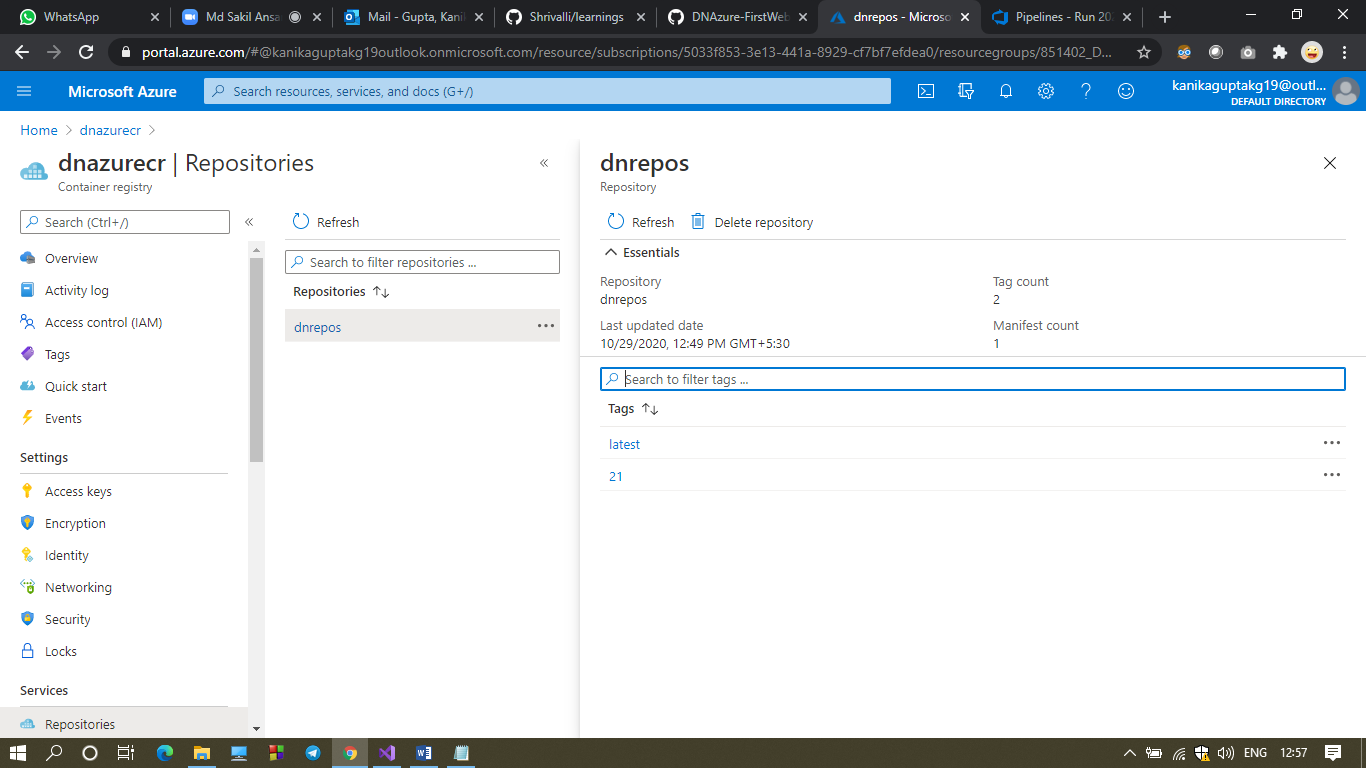 WhatsApp
Md Sakil Ansa
Mail - Gupta, Kani
Shrivalli/learnings
DNAzure-FirstWeb
dnrepos - Microso
Pipelines - Run 202
portal.azure.com/#@kanikaguptakg19outlook.onmicrosoft.com/resource/subscriptions/5033f853-3e13-441a-8929-cf7bf7efdea0/resourcegroups/851402_D...
Microsoft Azure
Search resources, services, and docs (G+/)
kanikaguptakg19@outl...
DEFAULT DIRECTORY
Home > dnazurecr >
dnazurecr | Repositories
Container registry
Search (Ctrl+/)
Overview
Activity log
Access control (IAM)
Tags
Quick start
Events
Settings
Access keys
Encryption
Identity
Networking
Security
Locks
Services
Repositories
Refresh
Search to filter repositories ...
Repositories
dnrepos
dnrepos
Repository
Refresh
Delete repository
Essentials
Repository
dnrepos
Tag count
2
Last updated date
10/29/2020, 12:49 PM GMT+5:30
Manifest count
1
Search to filter tags ...
Tags
latest
21
ENG
12:57